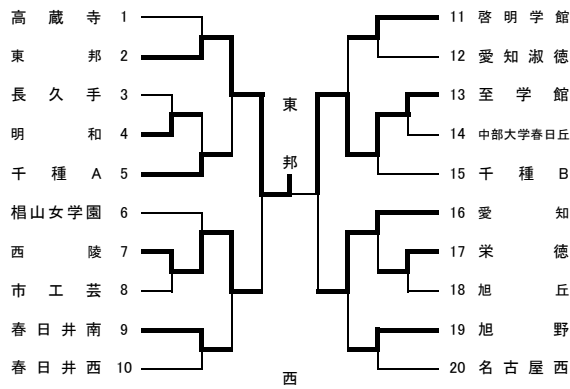 高蔵寺 1
東邦 2
長久手 3
明和 4
千種A 5
椙山女学園 6
西陵 7
市工芸 8
春日井南 9
春日井西 10
東邦
西
11 啓明学館
12 愛知淑徳
13 至学館
14 中部大学春日丘
15 千種B
16 愛知
17 栄徳
18 旭丘
19 旭野
20 名古屋西